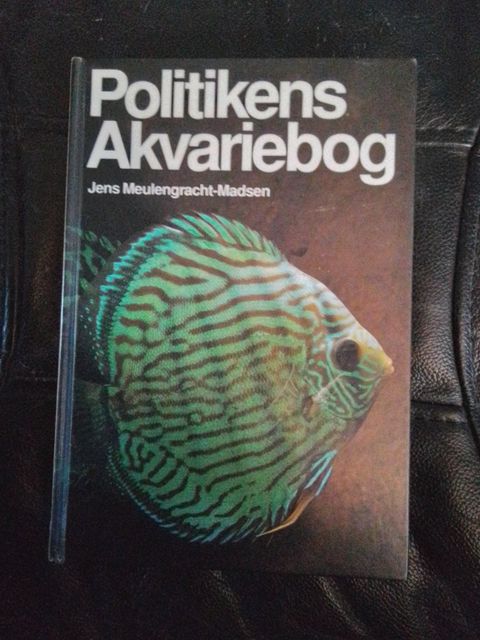 Politikens
Akvariebog
Jens Meulengracht-Madsen